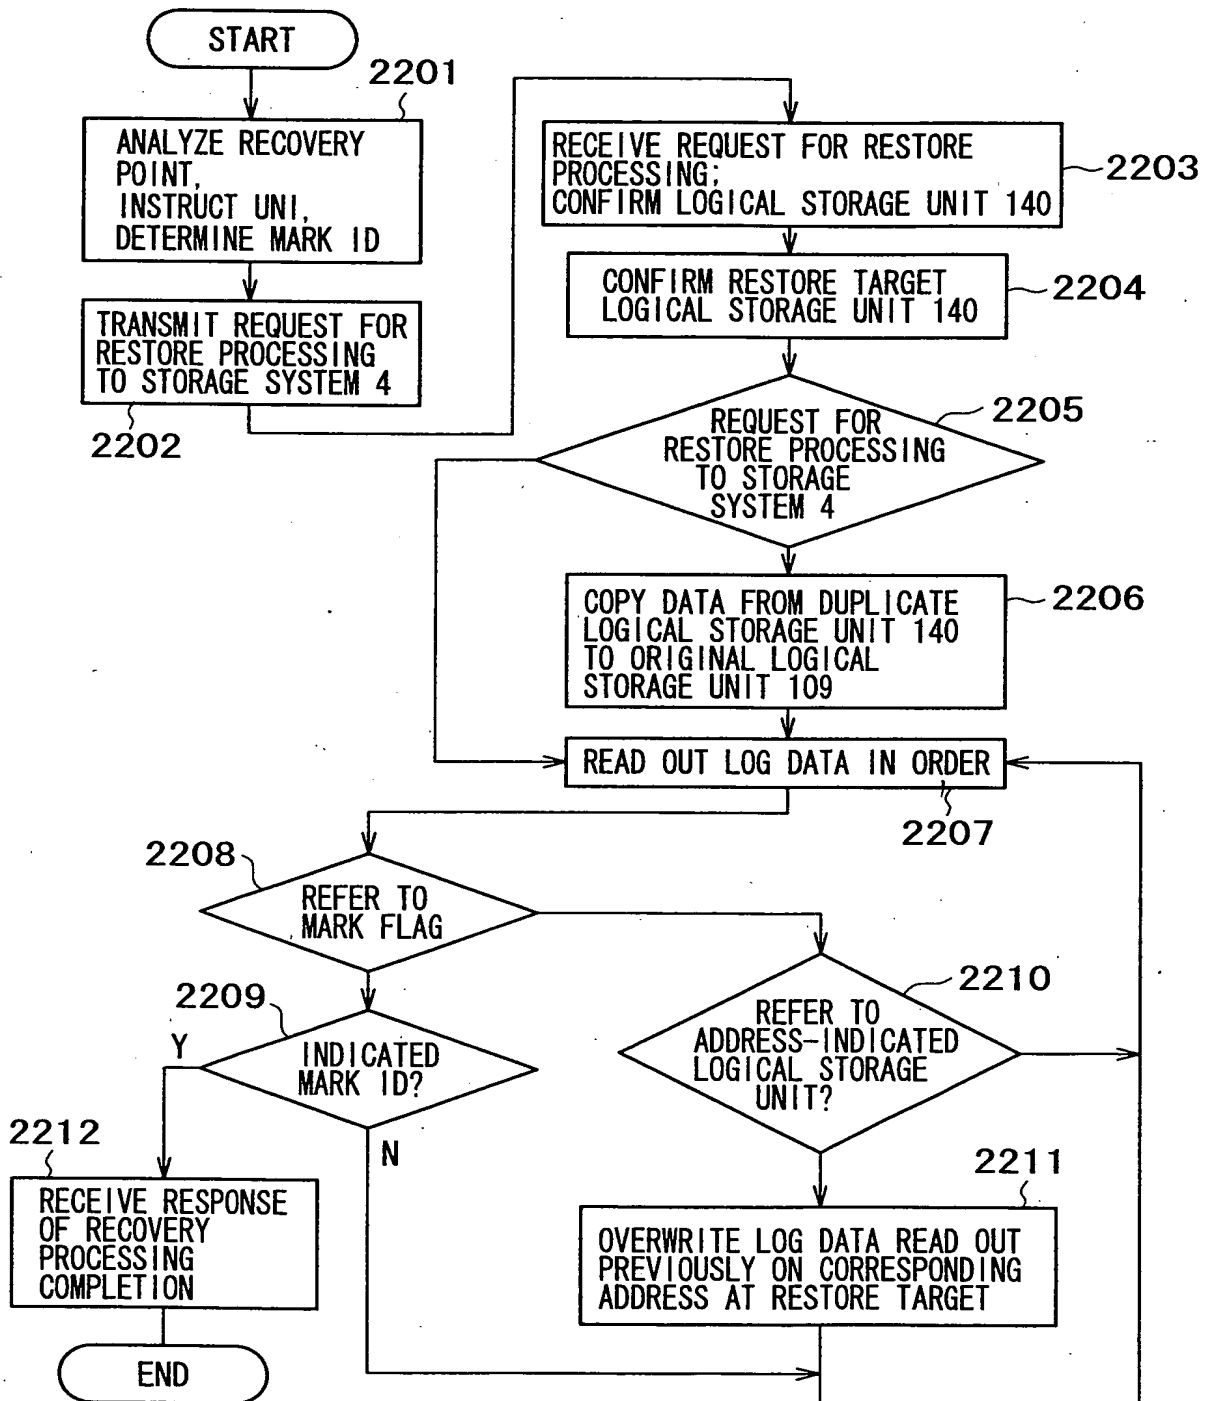 START
2201
ANALYZE RECOVERY
POINT,
INSTRUCT UNI,
DETERMINE MARK ID
TRANSMIT REQUEST FOR
RESTORE PROCESSING
TO STORAGE SYSTEM 4
2202
RECEIVE REQUEST FOR RESTORE
PROCESSING;
CONFIRM LOGICAL STORAGE UNIT 140
2203
CONFIRM RESTORE TARGET
LOGICAL STORAGE UNIT 140
2204
REQUEST FOR
RESTORE PROCESSING
TO STORAGE
SYSTEM 4
2205
COPY DATA FROM DUPLICATE
LOGICAL STORAGE UNIT 140
TO ORIGINAL LOGICAL
STORAGE UNIT 109
2206
READ OUT LOG DATA IN ORDER
2207
2208
REFER TO
MARK FLAG
2209
INDICATED
MARK ID?
Y
N
2210
REFER TO
ADDRESS-INDICATED
LOGICAL STORAGE
UNIT?
2211
OVERWRITE LOG DATA READ OUT
PREVIOUSLY ON CORRESPONDING
ADDRESS AT RESTORE TARGET
2212
RECEIVE RESPONSE
OF RECOVERY
PROCESSING
COMPLETION
END